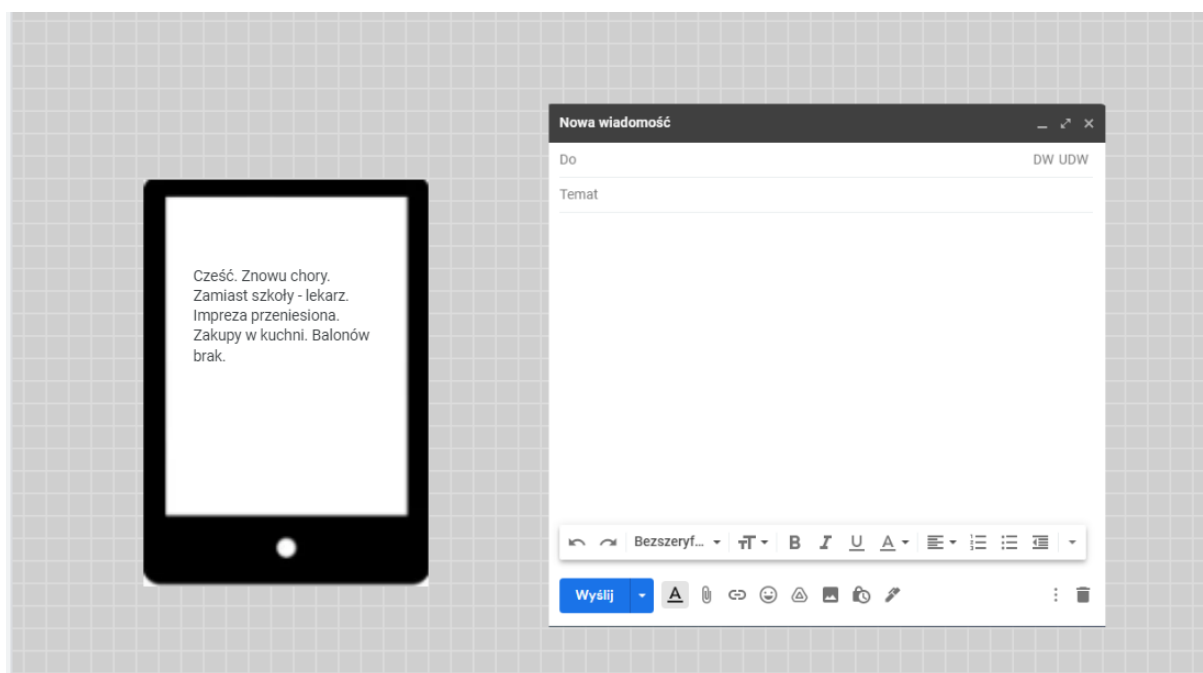 Nowa wiadomość
Do
DW UDW
Temat
Cześć. Znowu chory.
Zamiast szkoły - lekarz.
Impreza przeniesiona.
Zakupy w kuchni. Balonów
brak.
Bezszeryf...
Wyślij